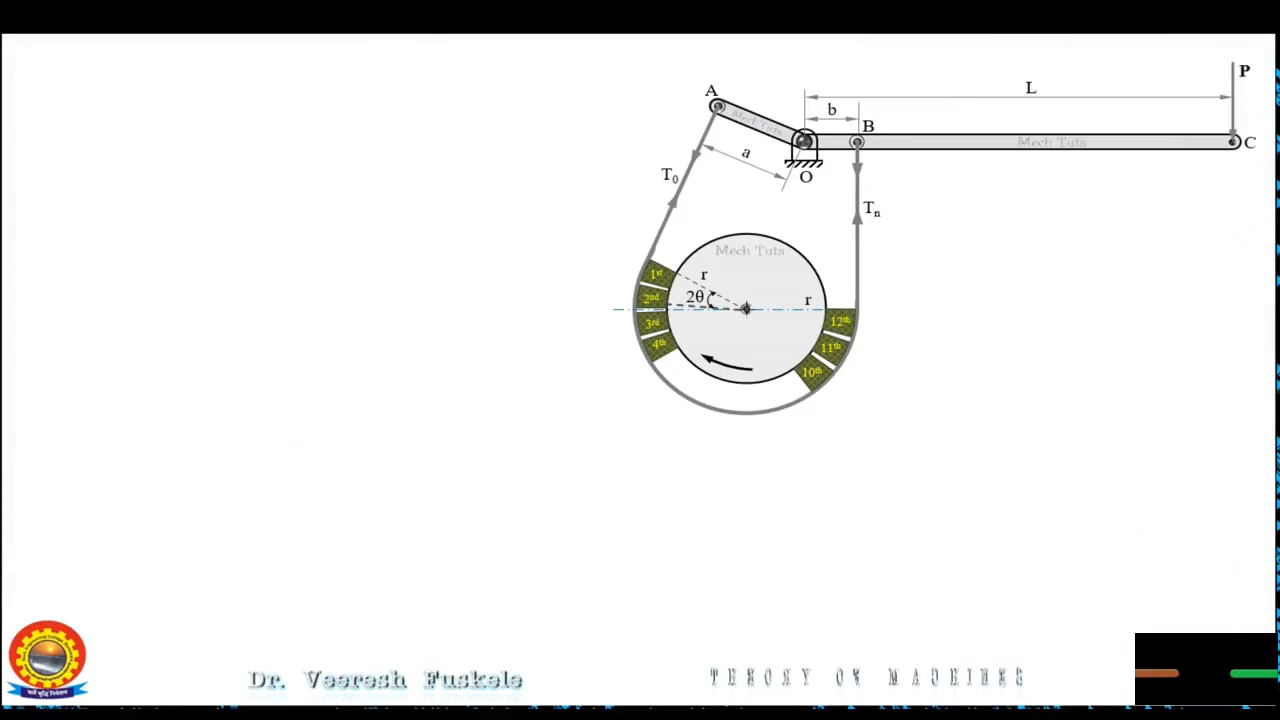 P
L
A
b
B
Mech Tuts
Mech Tuts
C
a
T₀
O
Tₙ
Mech Tuts
1st
r
2nd
2θ
r
3rd
12th
4th
11th
10th
Dr. Veeresh Fuskele